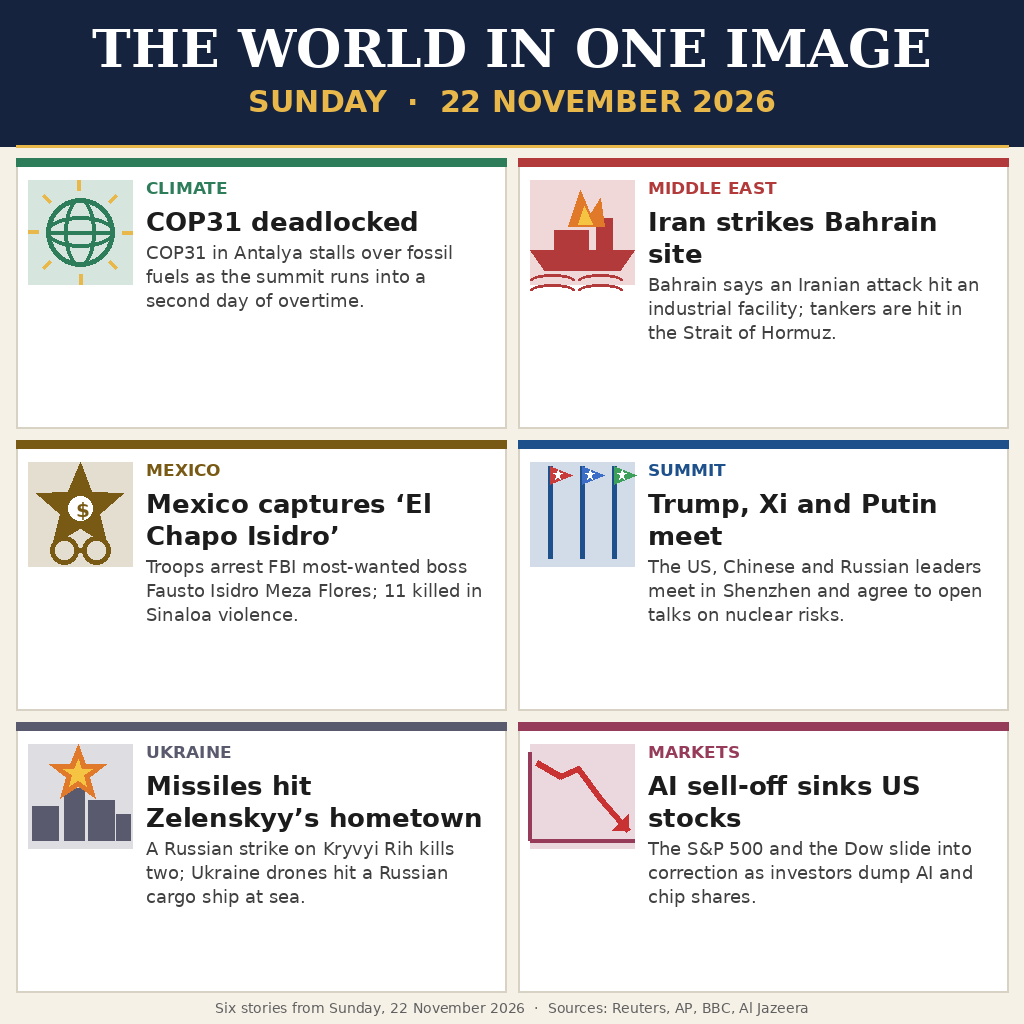 THE WORLD IN ONE IMAGE
SUNDAY · 22 NOVEMBER 2026
CLIMATE
COP31 deadlocked
COP31 in Antalya stalls over fossil
fuels as the summit runs into a
second day of overtime.
MIDDLE EAST
Iran strikes Bahrain
site
Bahrain says an Iranian attack hit an
industrial facility; tankers are hit in
the Strait of Hormuz.
MEXICO
$
Mexico captures ‘El
Chapo Isidro’
Troops arrest FBI most-wanted boss
Fausto Isidro Meza Flores; 11 killed in
Sinaloa violence.
SUMMIT
Trump, Xi and Putin
meet
The US, Chinese and Russian leaders
meet in Shenzhen and agree to open
talks on nuclear risks.
UKRAINE
Missiles hit
Zelenskyy’s hometown
A Russian strike on Kryvyi Rih kills
two; Ukraine drones hit a Russian
cargo ship at sea.
MARKETS
AI sell-off sinks US
stocks
The S&P 500 and the Dow slide into
correction as investors dump AI and
chip shares.
Six stories from Sunday, 22 November 2026 · Sources: Reuters, AP, BBC, Al Jazeera